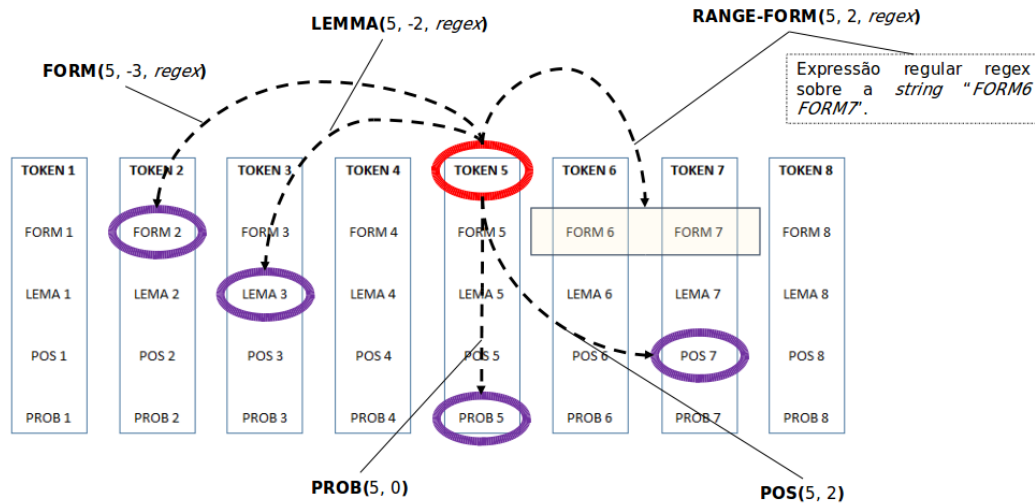 LEMMA(5, -2, regex)
RANGE-FORM(5, 2, regex)
FORM(5, -3, regex)
Expressão regular regex
sobre a string "FORM6
FORM7".
TOKEN 1 TOKEN 2 TOKEN 3 TOKEN 4 TOKEN 5 TOKEN 6 TOKEN 7 TOKEN 8
FORM 1 FORM 2 FORM 3 FORM 4 FORM 5 FORM 6 FORM 7 FORM 8
LEMA 1 LEMA 2 LEMA 3 LEMA 4 LEMA 5 LEMA 6 LEMA 7 LEMA 8
POS 1 POS 2 POS 3 POS 4 POS 5 POS 6 POS 7 POS 8
PROB 1 PROB 2 PROB 3 PROB 4 PROB 5 PROB 6 PROB 7 PROB 8
PROB(5, 0)
POS(5, 2)